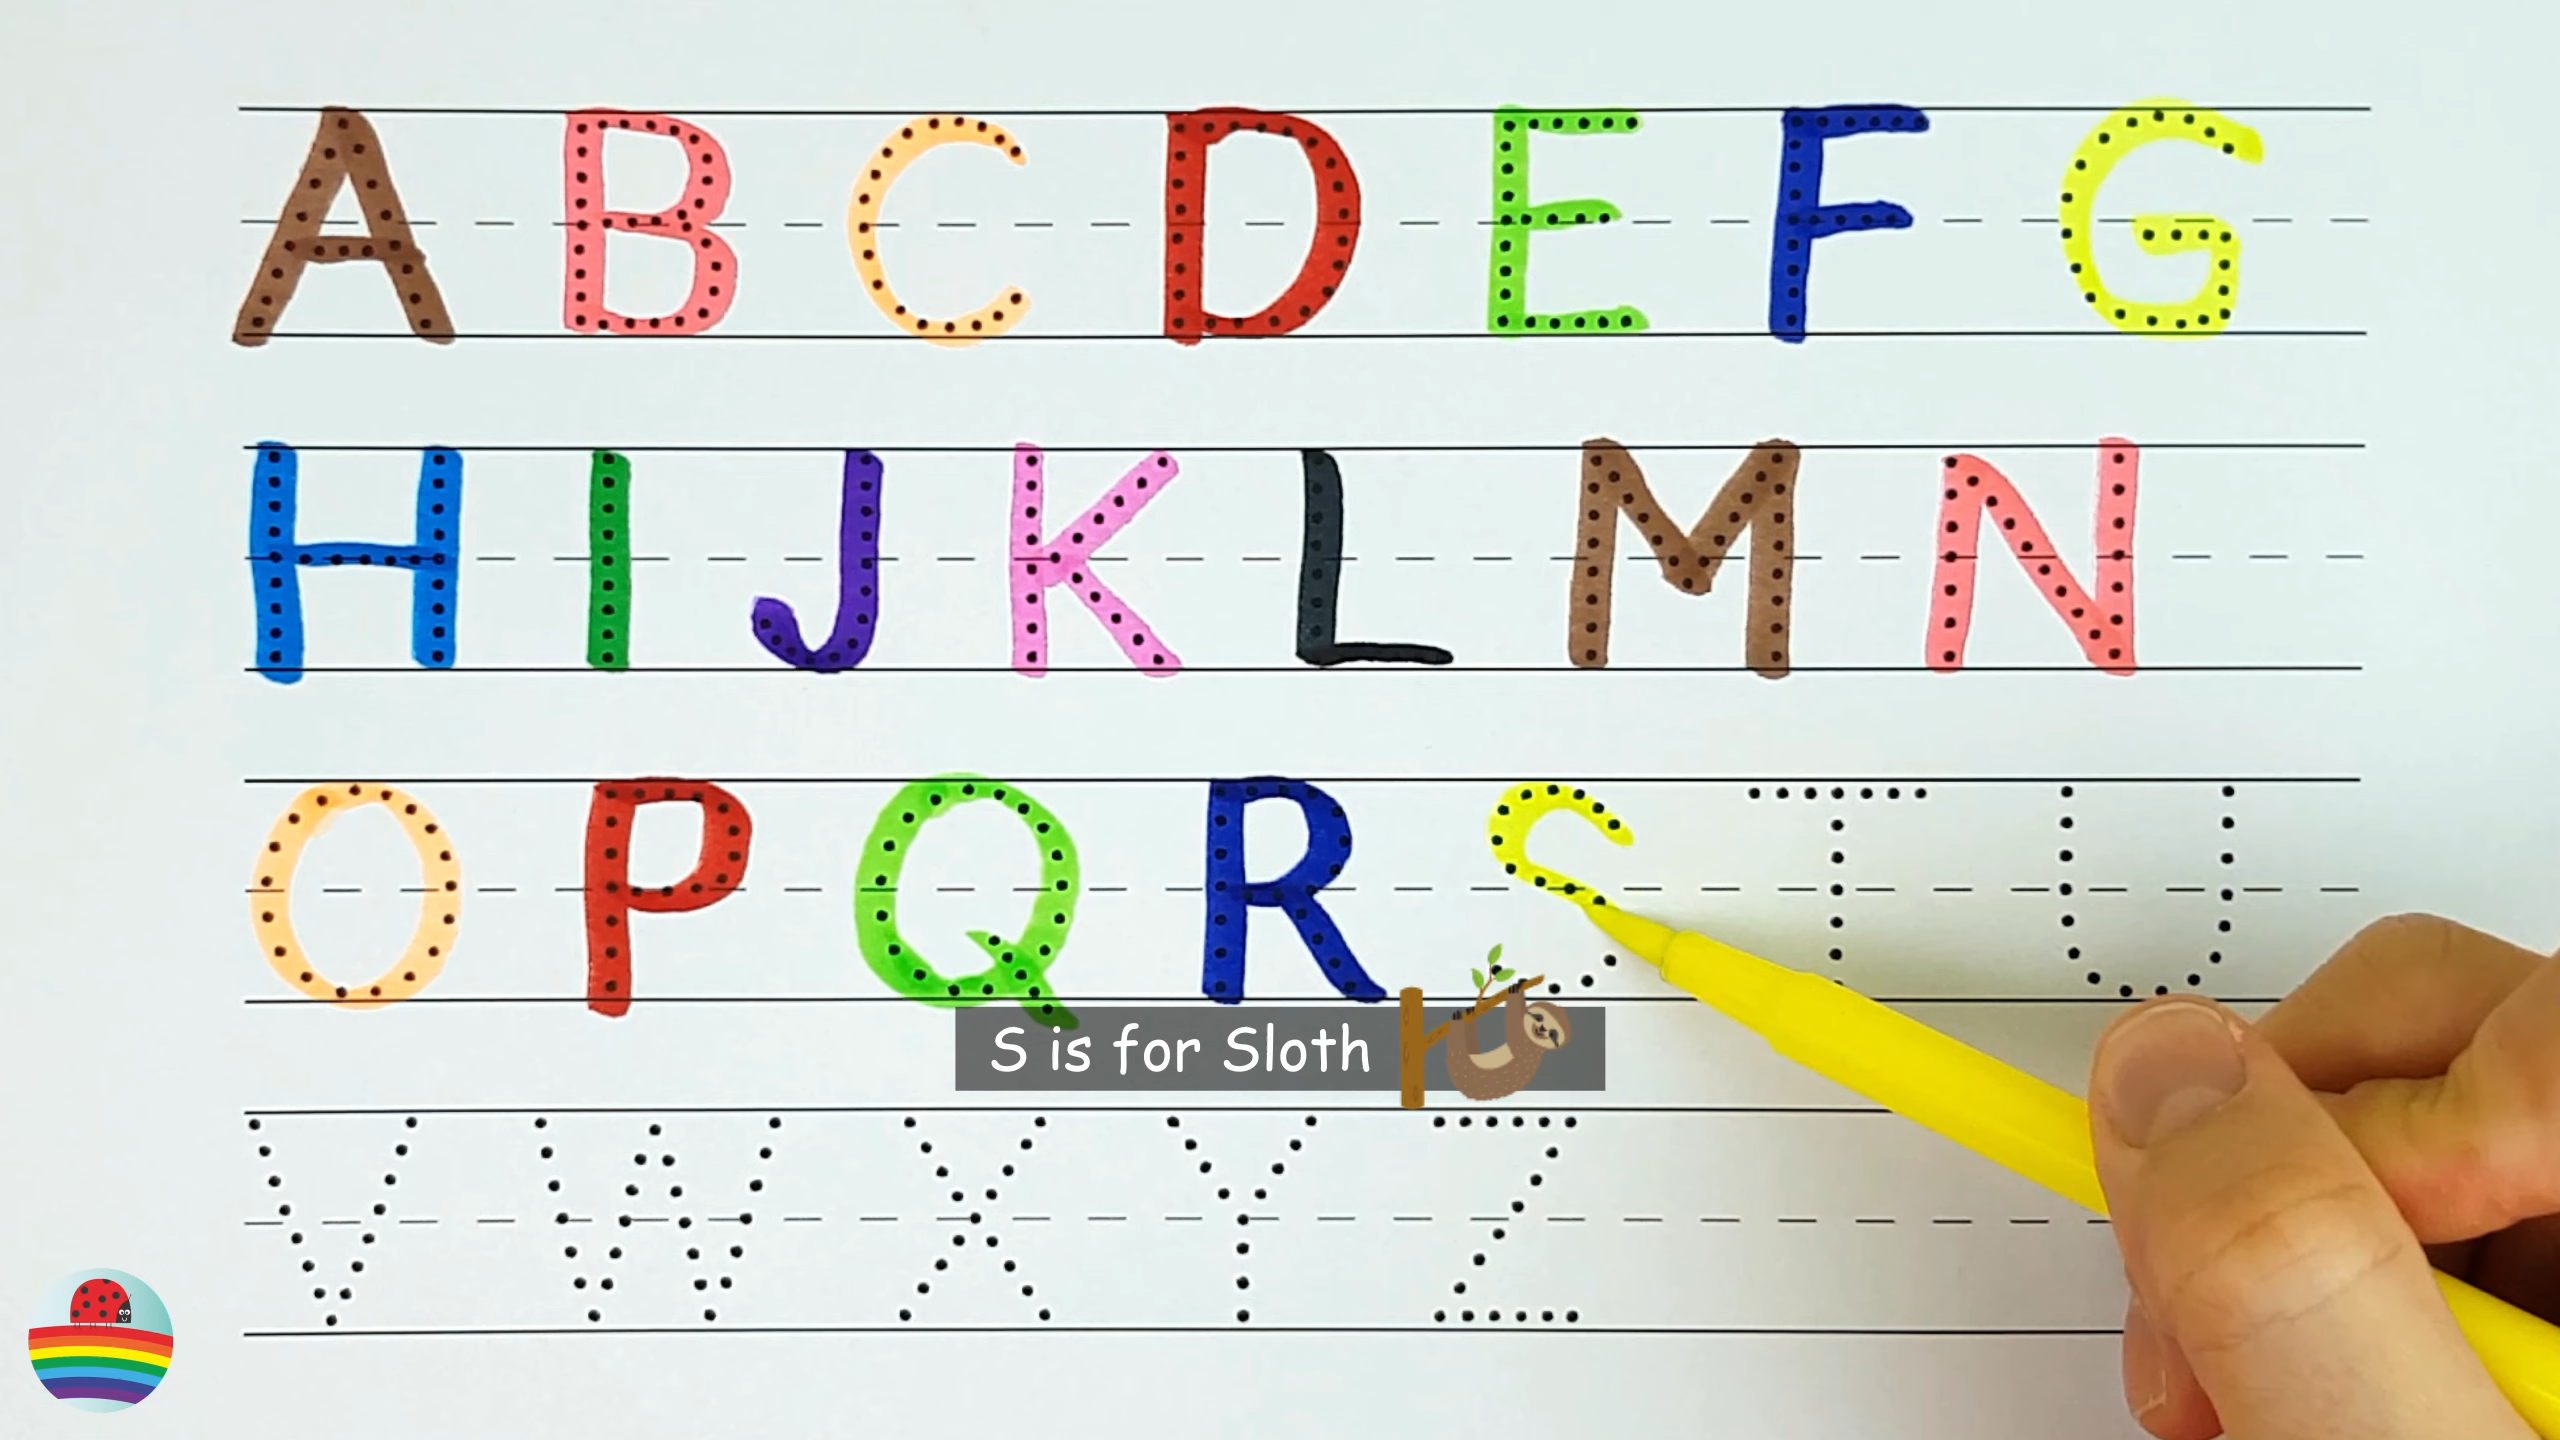 A B C D E F G
H I J K L M N
O P Q R S T U
S is for Sloth
V W X Y Z